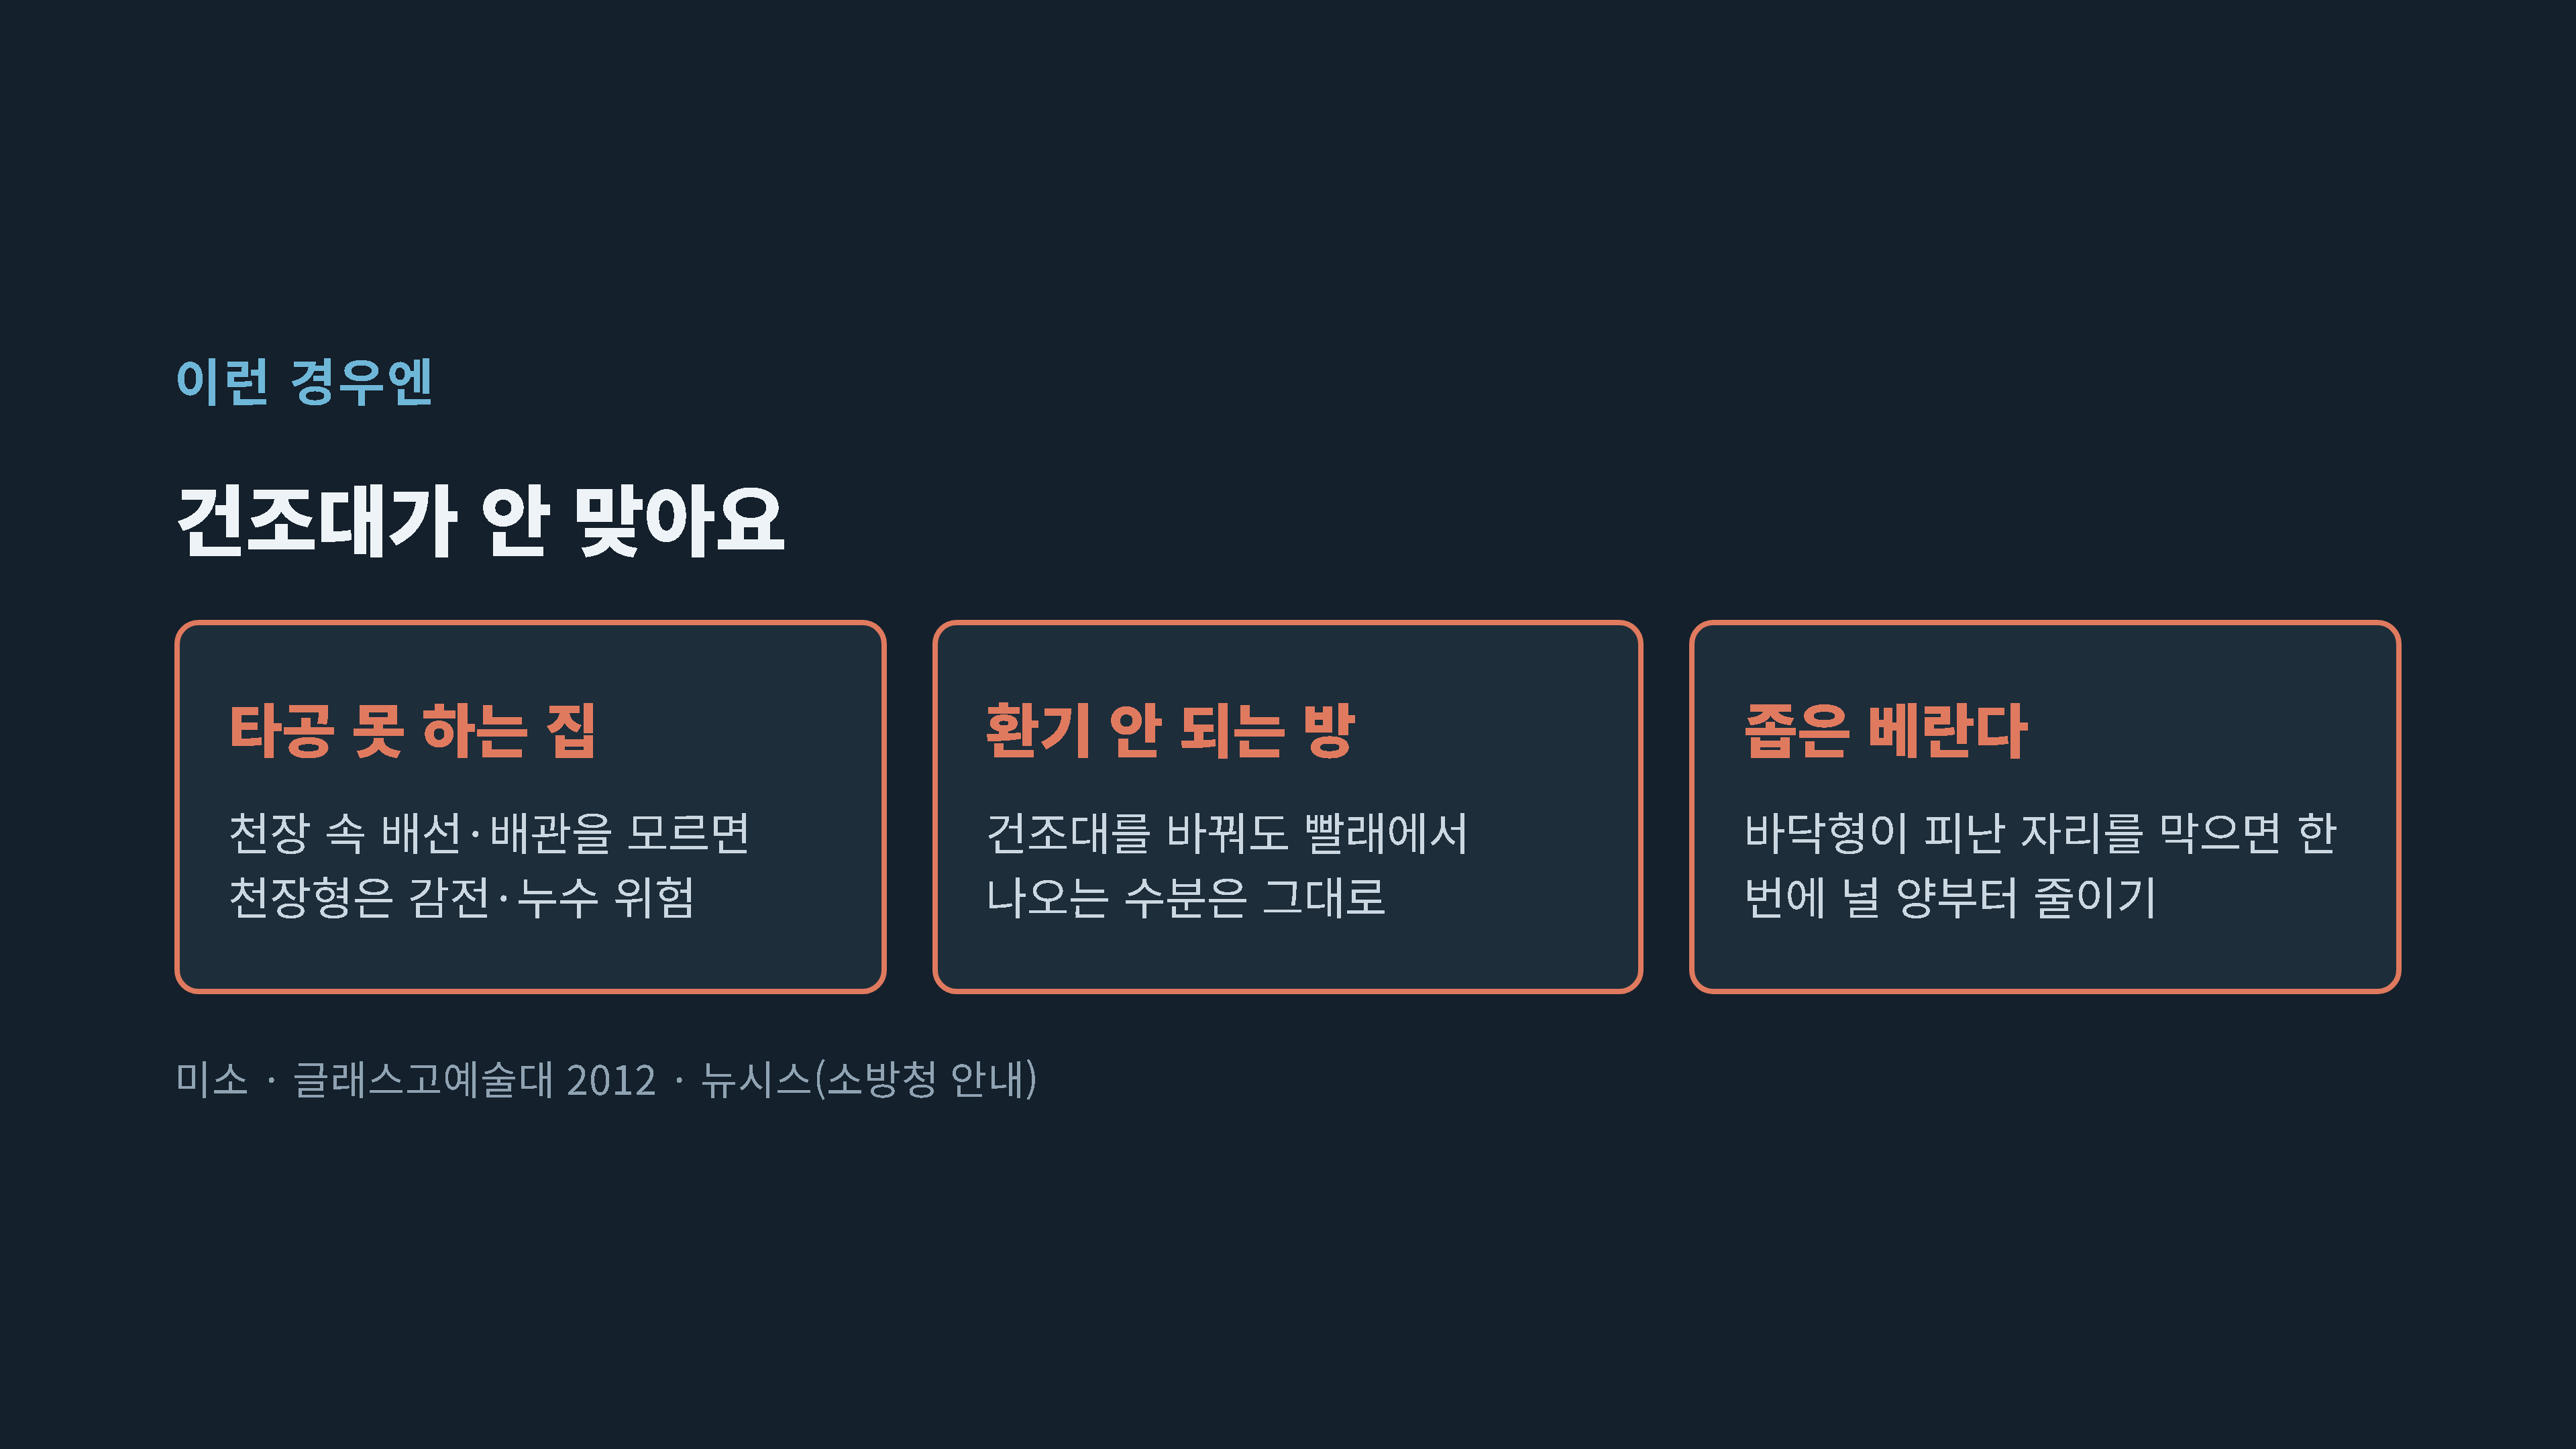 이런 경우엔
건조대가 안 맞아요
타공 못 하는 집
천장 속 배선·배관을 모르면
천장형은 감전·누수 위험
환기 안 되는 방
건조대를 바꿔도 빨래에서
나오는 수분은 그대로
좁은 베란다
바닥형이 피난 자리를 막으면 한
번에 널 양부터 줄이기
미소 · 글래스고예술대 2012 · 뉴시스(소방청 안내)